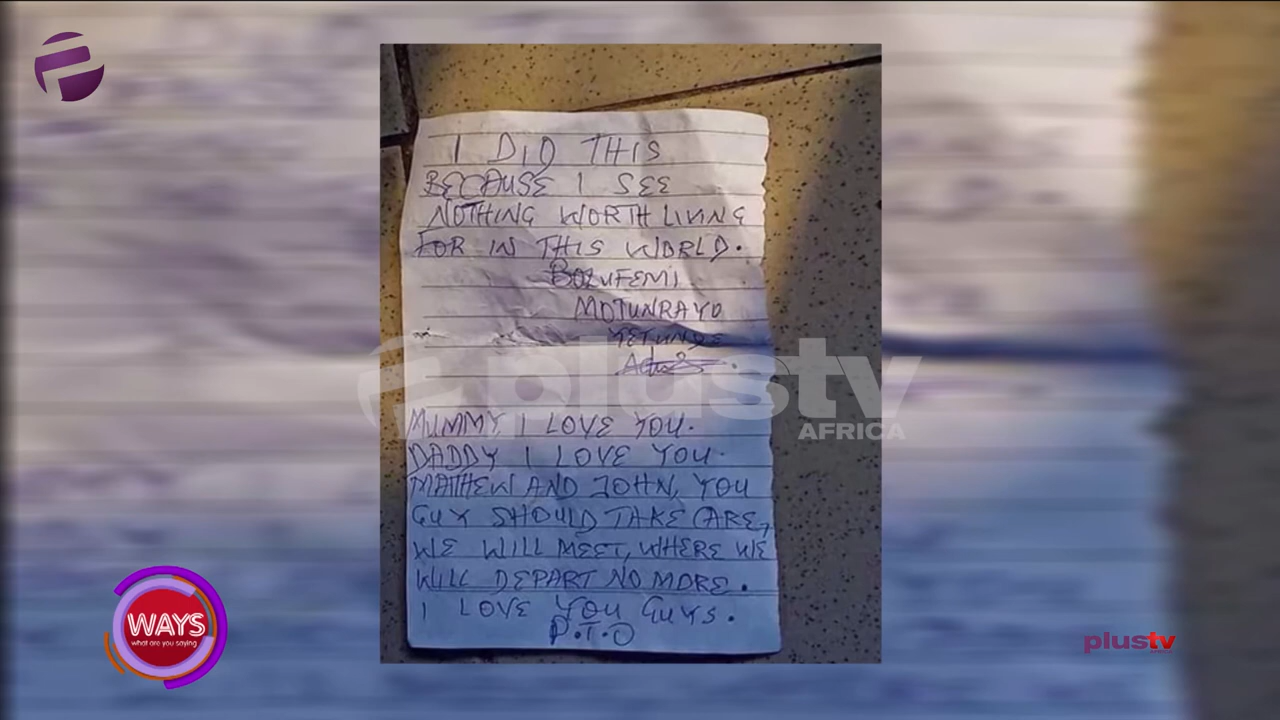 I DID THIS
BECAUSE I SEE
NOTHING WORTH LIVING
FOR IN THIS WORLD.
BOLUFEMI
MOTUNRAYO
YETUNDE
MUMMY I LOVE YOU.
DADDY I LOVE YOU.
MATHEW AND JOHN, YOU
GUY SHOULD TAKE CARE,
WE WILL MEET, WHERE WE
WILL DEPART NO MORE.
I LOVE YOU GUYS.
P.T.O
plustv
AFRICA
WAYS
what are you saying
plustv